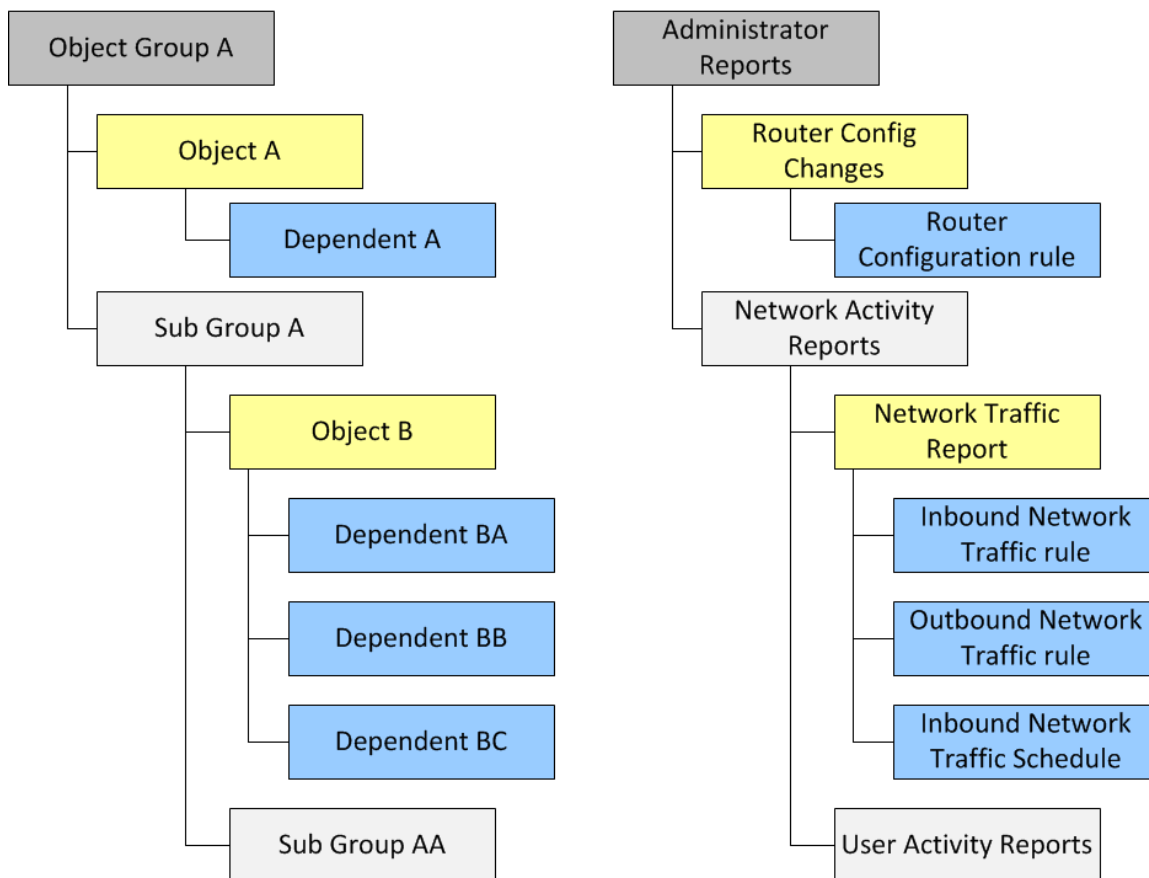 Object Group A
Object A
Dependent A
Sub Group A
Object B
Dependent BA
Dependent BB
Dependent BC
Sub Group AA
Administrator
Reports
Router Config
Changes
Router
Configuration rule
Network Activity
Reports
Network Traffic
Report
Inbound Network
Traffic rule
Outbound Network
Traffic rule
Inbound Network
Traffic Schedule
User Activity Reports